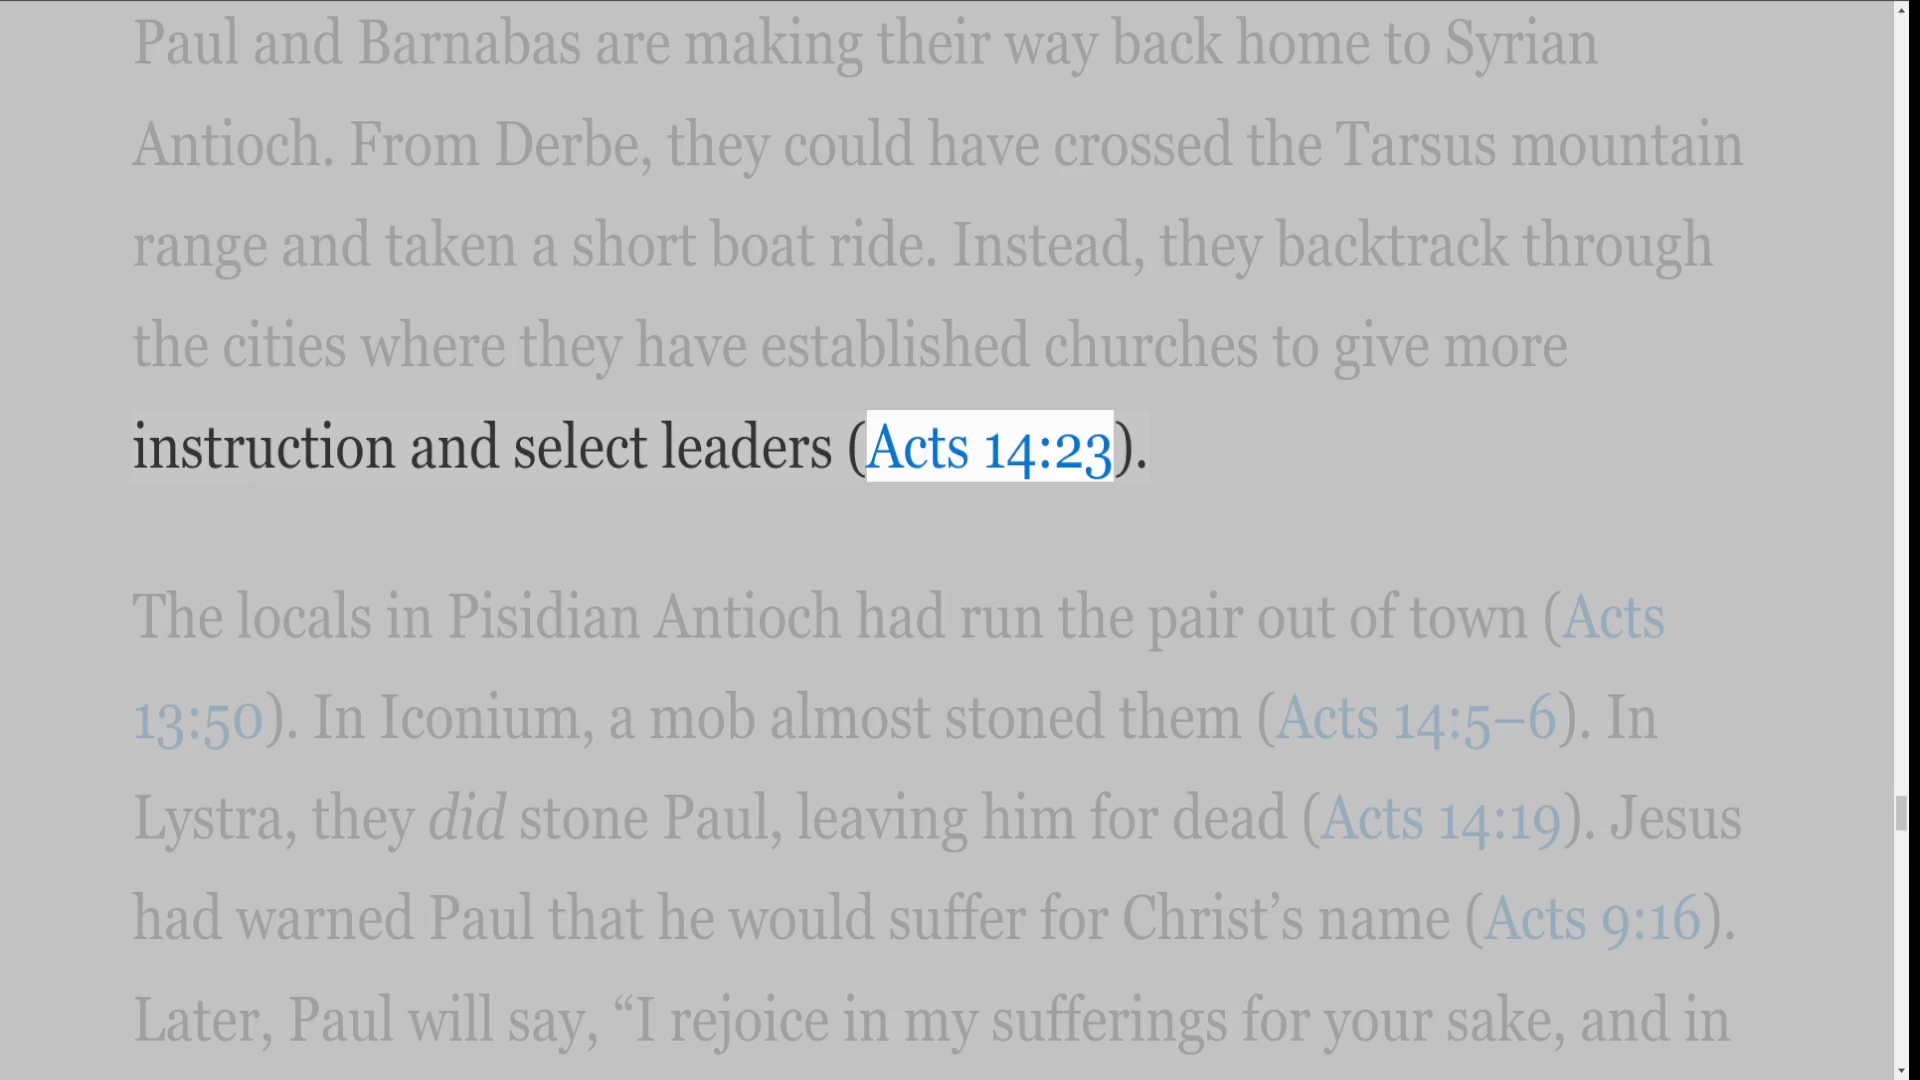 Paul and Barnabas are making their way back home to Syrian
Antioch. From Derbe, they could have crossed the Tarsus mountain
range and taken a short boat ride. Instead, they backtrack through
the cities where they have established churches to give more
instruction and select leaders (Acts 14:23).
The locals in Pisidian Antioch had run the pair out of town (Acts
13:50). In Iconium, a mob almost stoned them (Acts 14:5–6). In
Lystra, they did stone Paul, leaving him for dead (Acts 14:19). Jesus
had warned Paul that he would suffer for Christ’s name (Acts 9:16).
Later, Paul will say, “I rejoice in my sufferings for your sake, and in